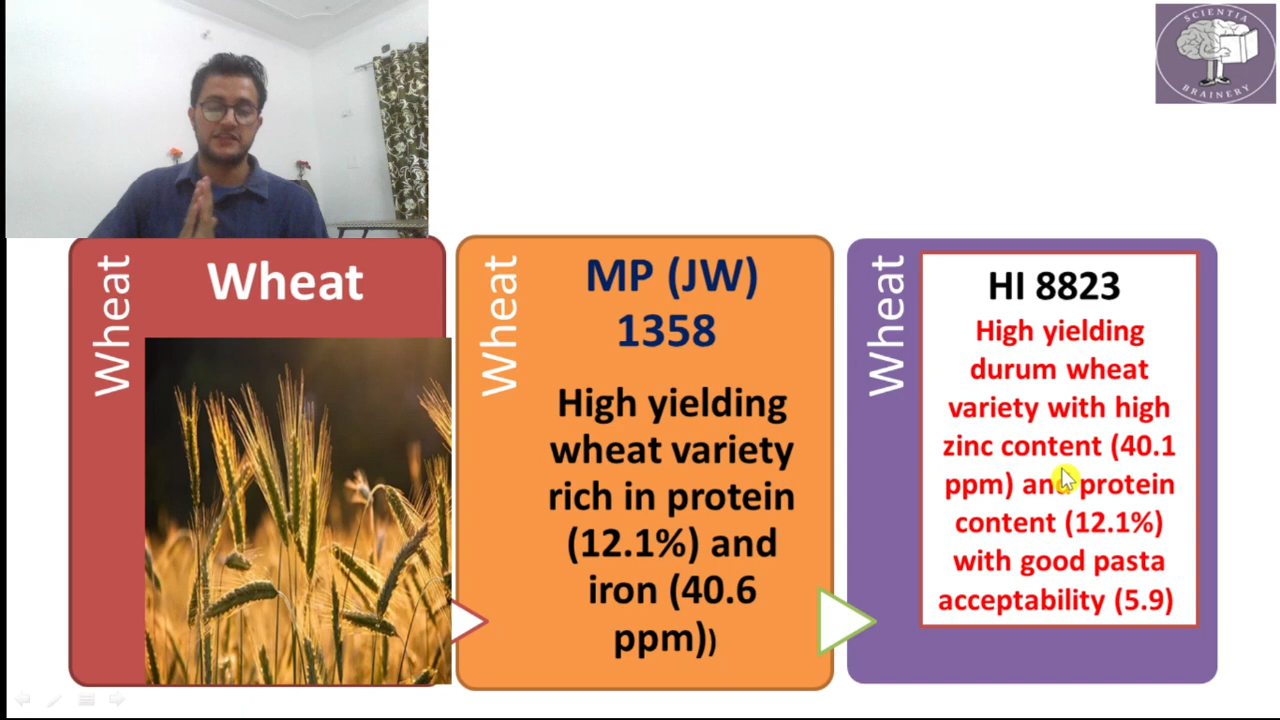 SCIENTIA
BRAINERY
Wheat
Wheat
Wheat
MP (JW)
1358
High yielding
wheat variety
rich in protein
(12.1%) and
iron (40.6
ppm))
Wheat
HI 8823
High yielding
durum wheat
variety with high
zinc content (40.1
ppm) and protein
content (12.1%)
with good pasta
acceptability (5.9)